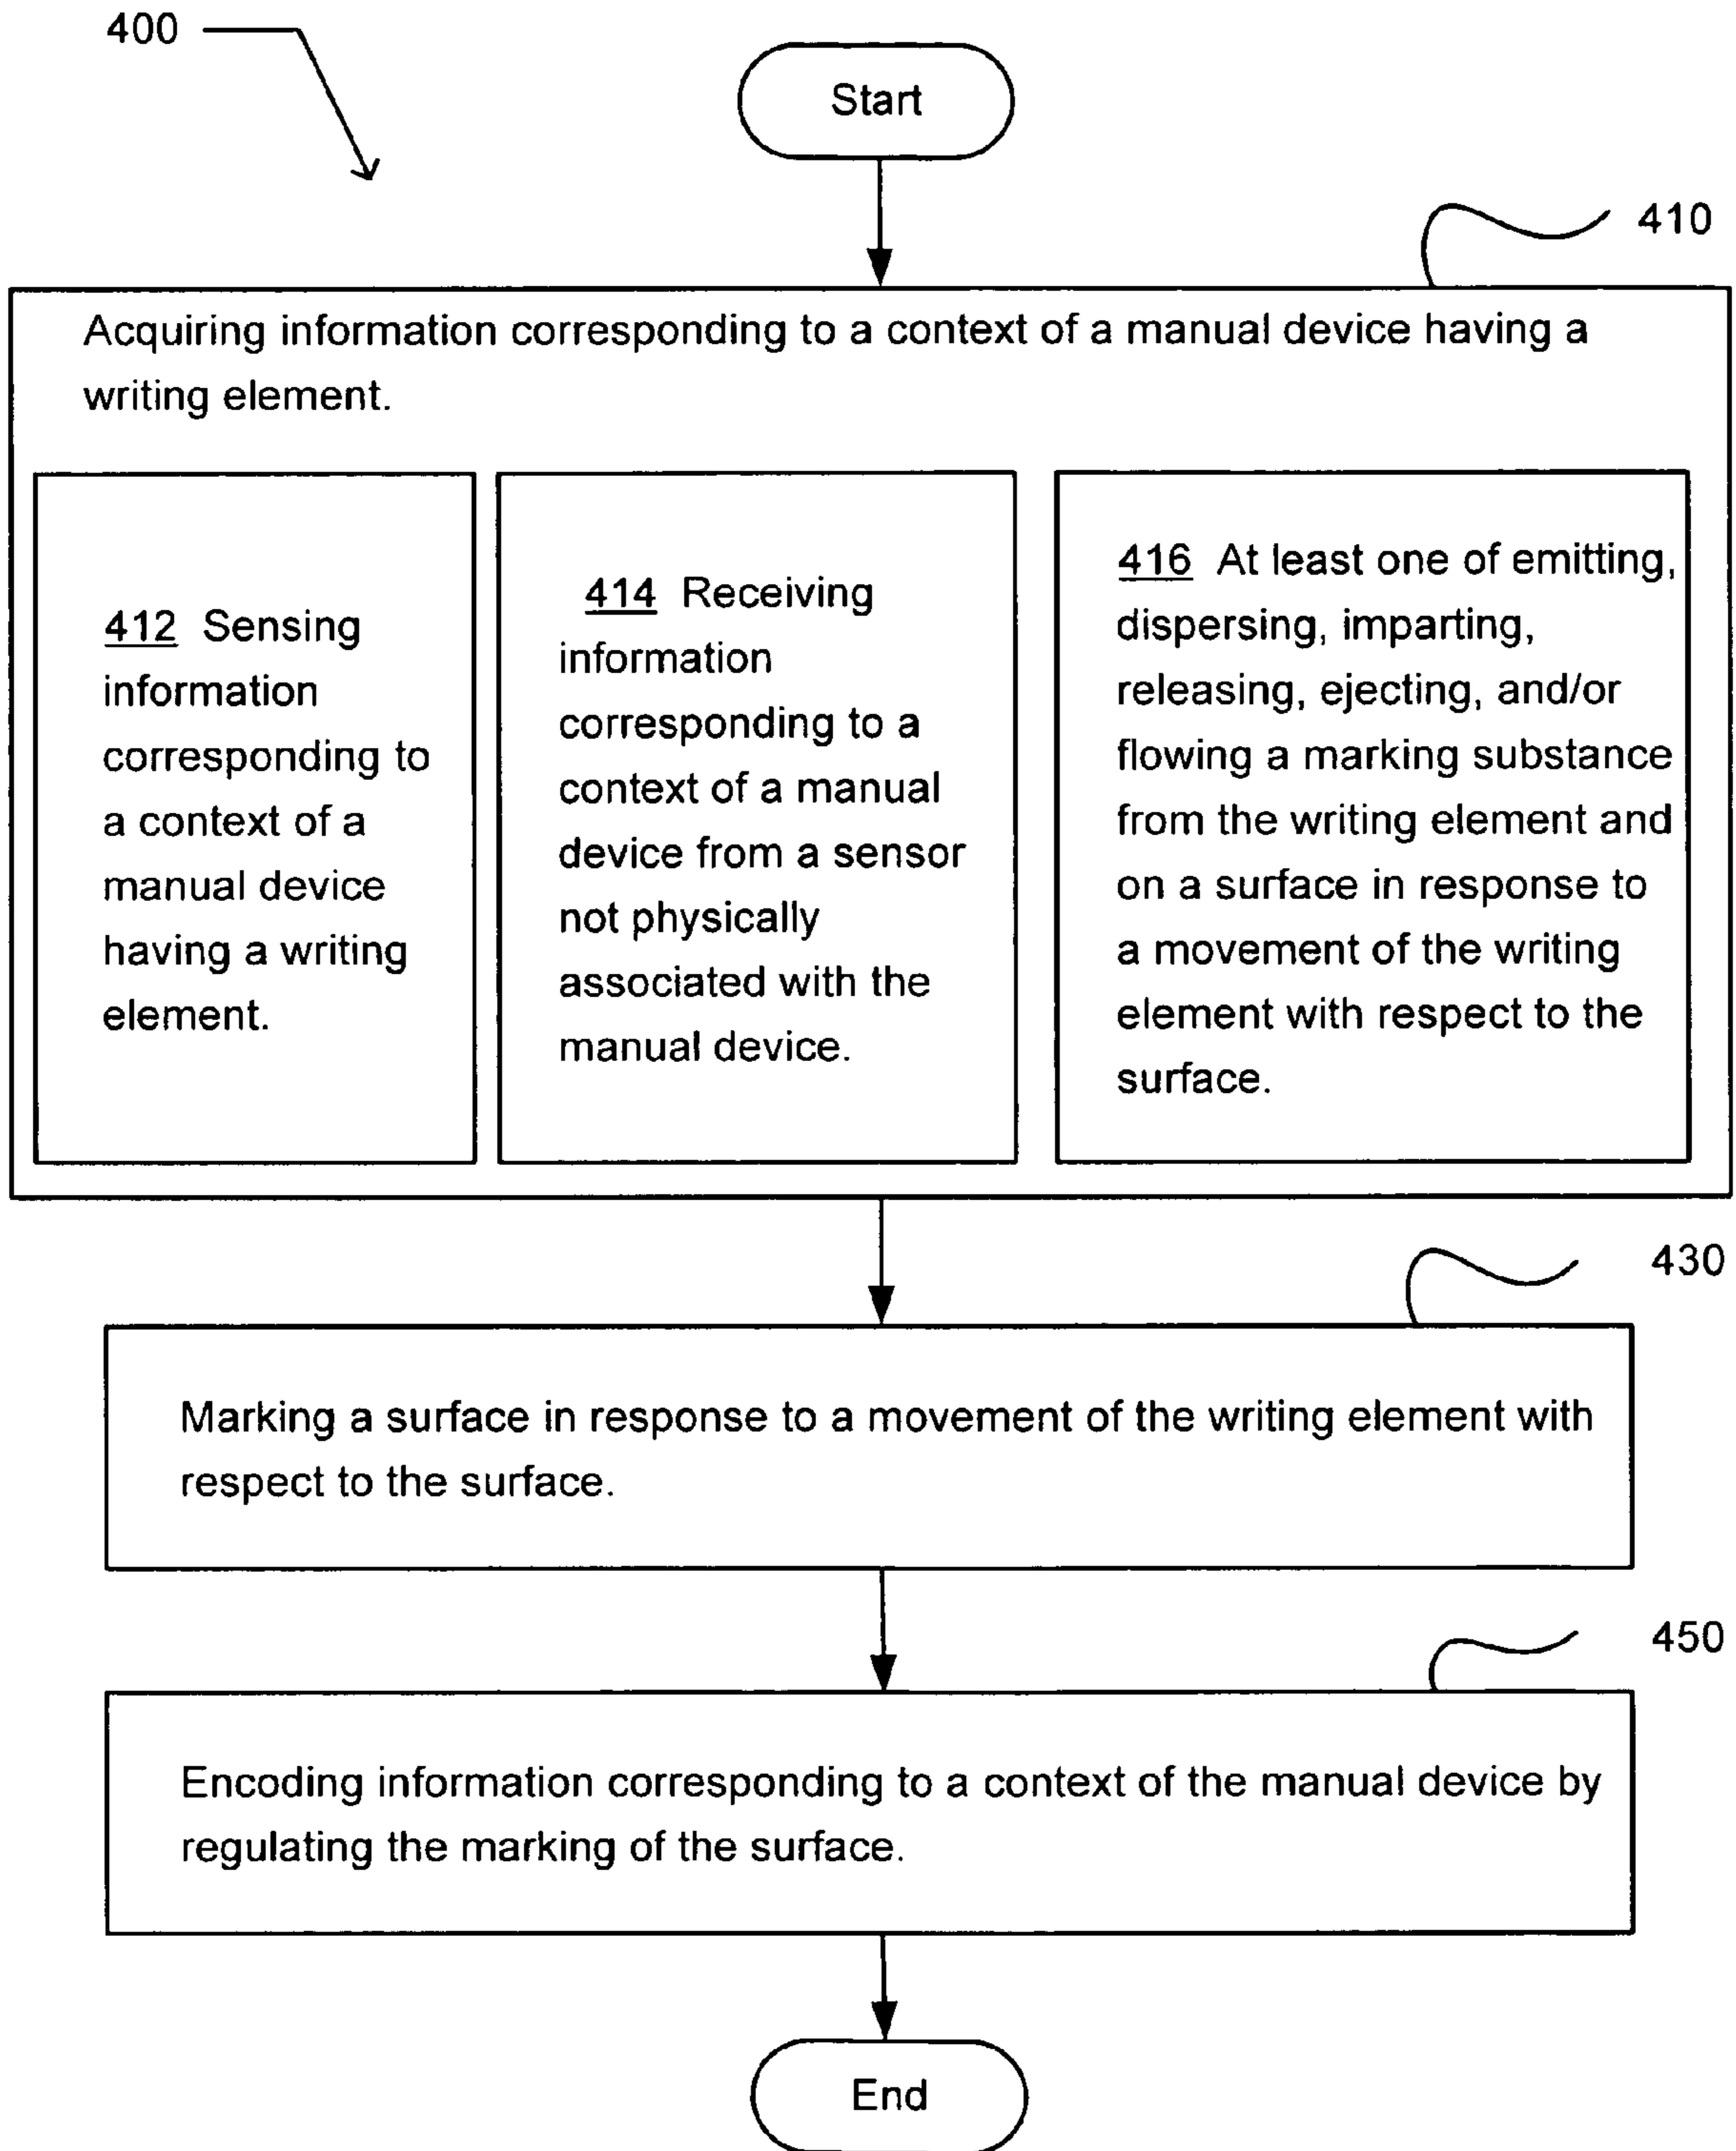 400
Start
410
Acquiring information corresponding to a context of a manual device having a
writing element.
412 Sensing
information
corresponding to
a context of a
manual device
having a writing
element.
414 Receiving
information
corresponding to a
context of a manual
device from a sensor
not physically
associated with the
manual device.
416 At least one of emitting,
dispersing, imparting,
releasing, ejecting, and/or
flowing a marking substance
from the writing element and
on a surface in response to
a movement of the writing
element with respect to the
surface.
430
Marking a surface in response to a movement of the writing element with
respect to the surface.
450
Encoding information corresponding to a context of the manual device by
regulating the marking of the surface.
End